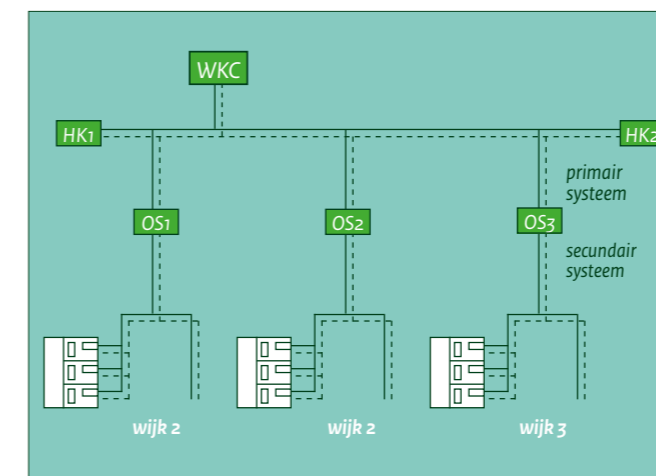 WKC
HK1
HK2
primair
systeem
OS1
OS2
OS3
secundair
systeem
wijk 2
wijk 2
wijk 3